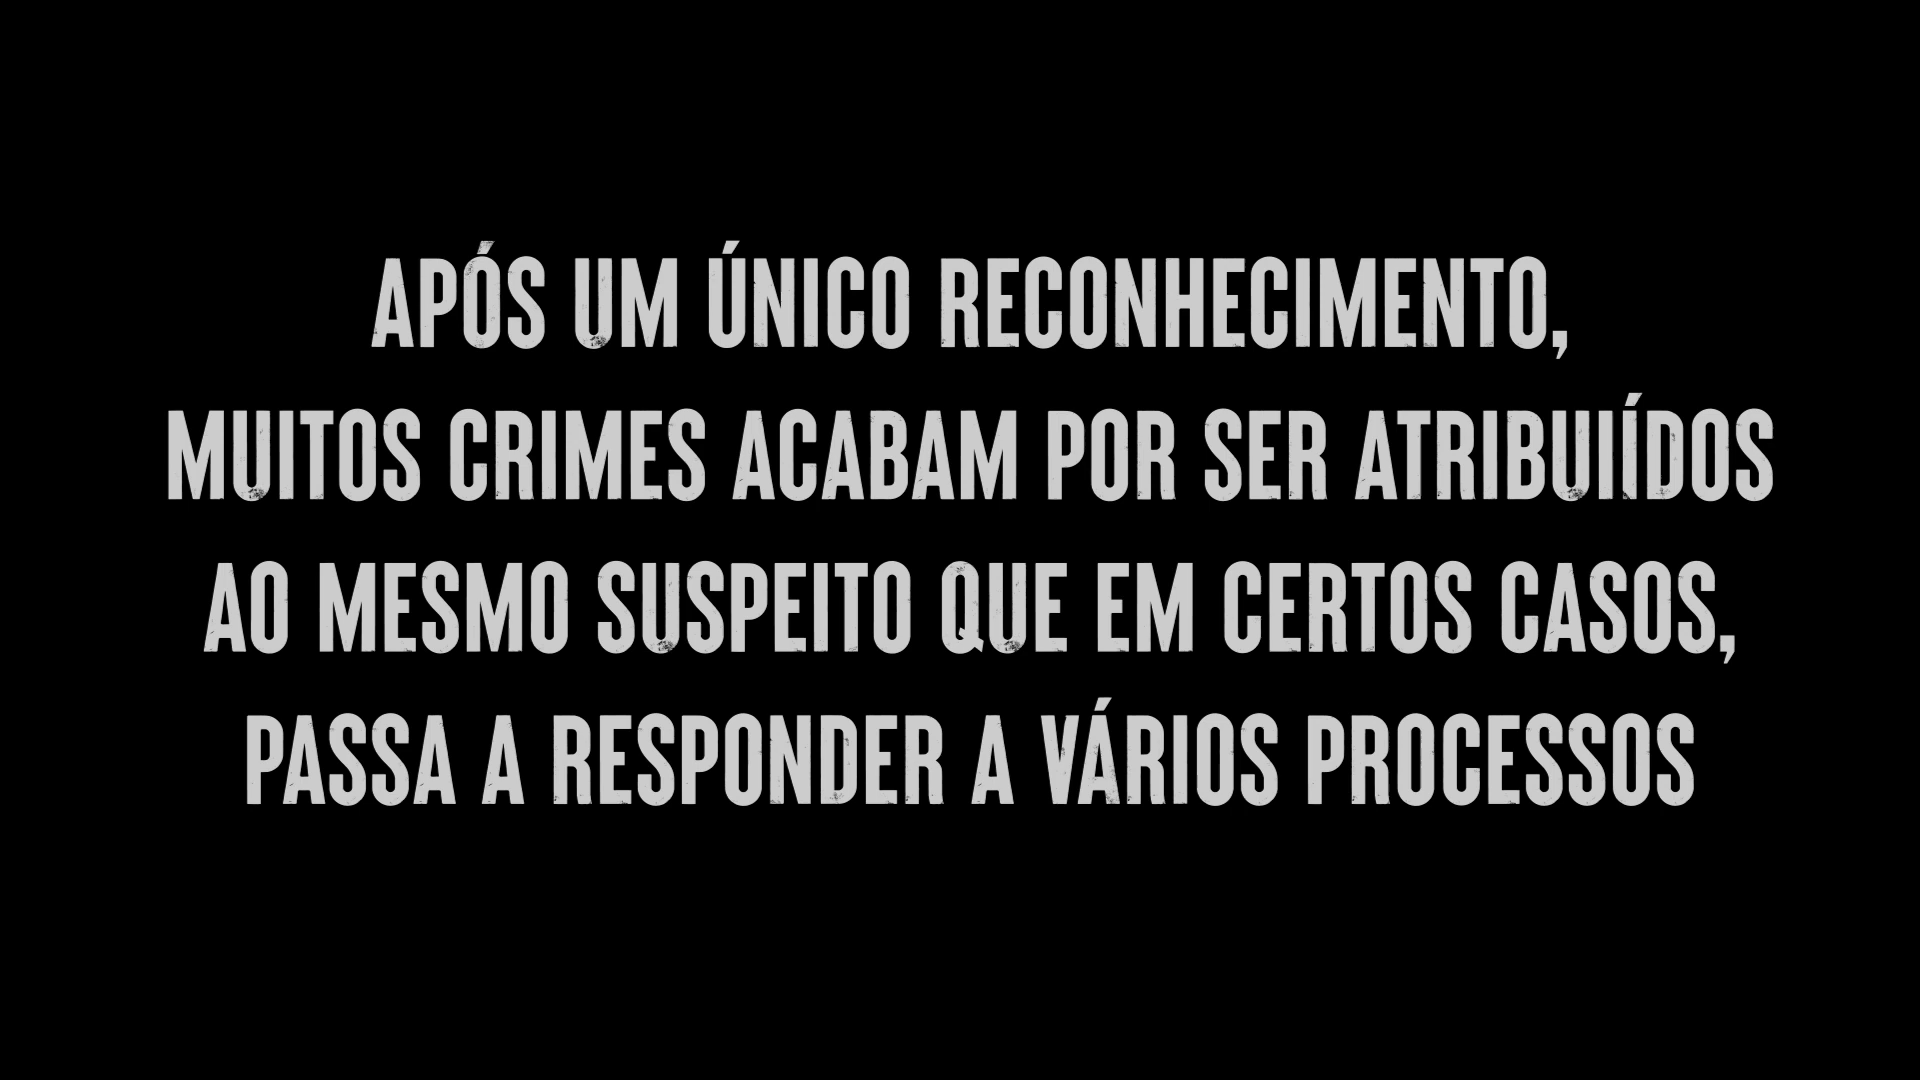 APÓS UM ÚNICO RECONHECIMENTO,
MUITOS CRIMES ACABAM POR SER ATRIBUIÍDOS
AO MESMO SUSPEITO QUE EM CERTOS CASOS,
PASSA A RESPONDER A VÁRIOS PROCESSOS